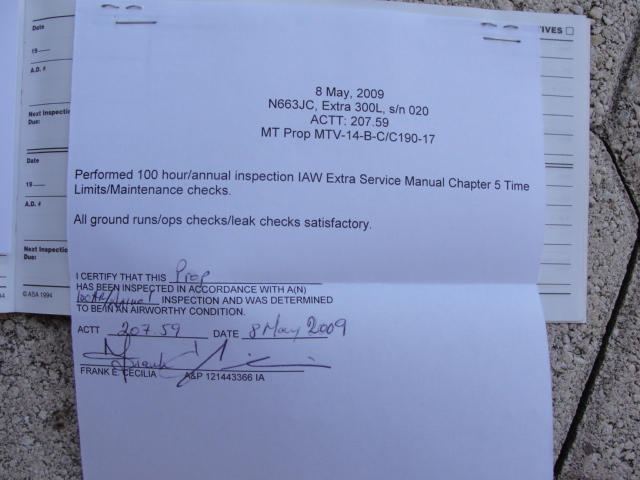 Date
19
A.D. #
Next Inspection
Due:
Date
19
A.D. #
Next Inspection
Due:
© ASA 1994
8 May, 2009
N663JC, Extra 300L, s/n 020
ACTT: 207.59
MT Prop MTV-14-B-C/C190-17
Performed 100 hour/annual inspection IAW Extra Service Manual Chapter 5 Time
Limits/Maintenance checks.
All ground runs/ops checks/leak checks satisfactory.
I CERTIFY THAT THIS Prop
HAS BEEN INSPECTED IN ACCORDANCE WITH A(N)
100HR/Annual INSPECTION AND WAS DETERMINED
TO BE IN AN AIRWORTHY CONDITION.
ACTT 207.59 DATE 8 May 2009
FRANK E. CECILIA A&P 121443366 IA